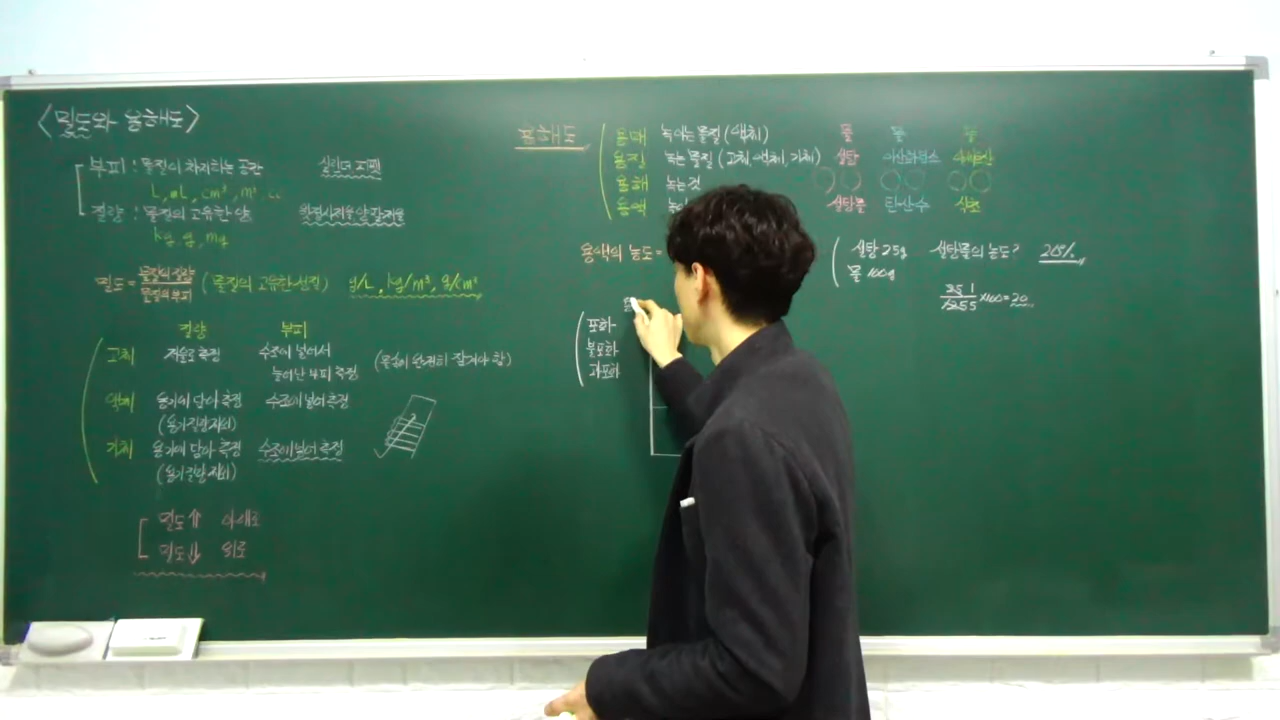 <밀도와 용해도>
부피 : 물질이 차지하는 공간 실린더, 피펫
L, mL, cm³, m³, cc
질량 : 물질의 고유한 양 윗접시저울, 양팔저울
kg, g, mg
밀도 = 물질의 질량 / 물질의 부피 (물질의 고유한 성질) g/L, kg/m³, g/cm³
질량 부피
고체 저울로 측정 수조에 넣어서
늘어난 부피 측정 (물질이 완전히 잠겨야 함)
액체 용기에 담아 측정 수조에 넣어 측정
(용기질량 제외)
기체 용기에 담아 측정 수조에 넣어 측정
(용기질량 제외)
밀도⇑ 아래로
밀도⇓ 위로
용해도
용매 녹이는 물질 (액체) 물 물 물
용질 녹는 물질 (고체, 액체, 기체) 설탕 이산화탄소 아세트산
용해 녹는 것
용액 설탕물 탄산수 식초
용액의 농도 =
설탕 25g 설탕물의 농도? 20%
물 100g
×100 = 20
포화
불포화
과포화